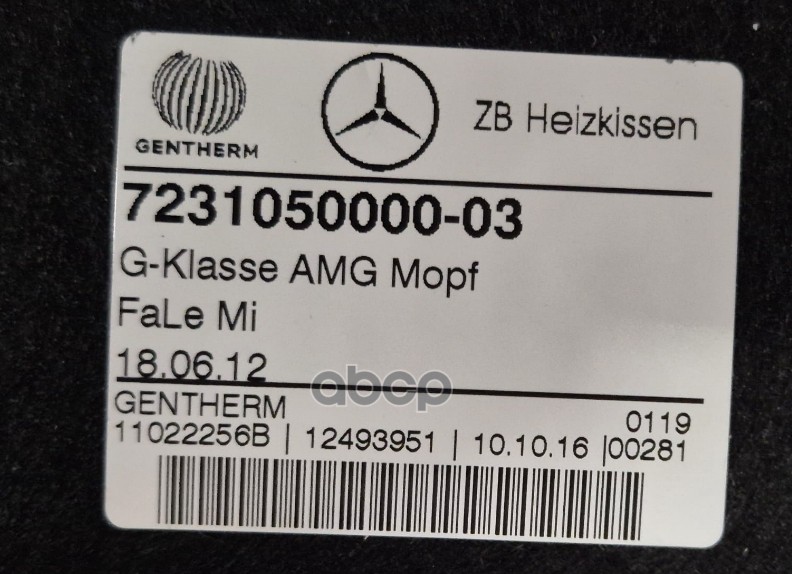 GENTHERM
ZB Heizkissen
7231050000-03
G-Klasse AMG Mopf
FaLe Mi
18.06.12
abcp
GENTHERM 0119
11022256B | 12493951 | 10.10.16 |00281